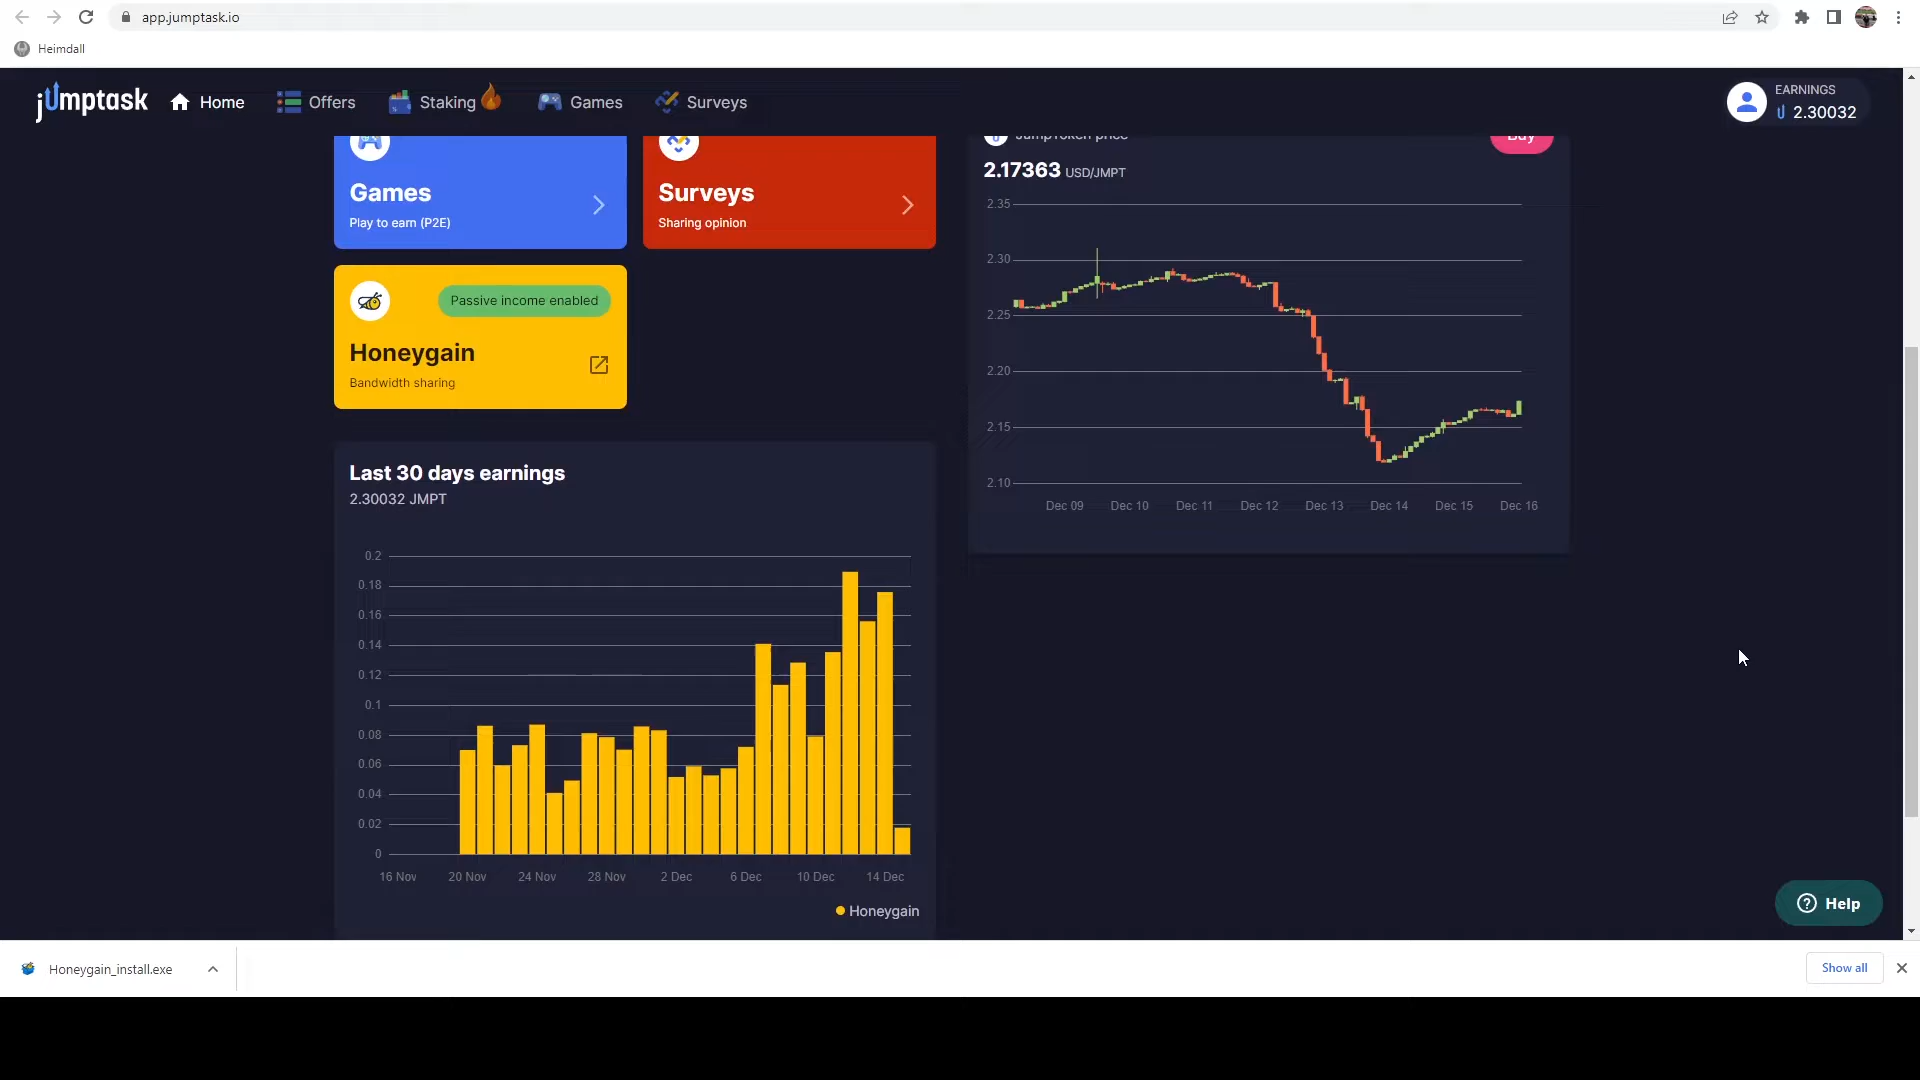 app.jumptask.io
Heimdall
jumptask
Home
Offers
Staking
Games
Surveys
EARNINGS
2.30032
Games
Play to earn (P2E)
Surveys
Sharing opinion
Passive income enabled
Honeygain
Bandwidth sharing
JumpToken price
Buy
2.17363 USD/JMPT
2.35
2.30
2.25
2.20
2.15
2.10
Dec 09 Dec 10 Dec 11 Dec 12 Dec 13 Dec 14 Dec 15 Dec 16
Last 30 days earnings
2.30032 JMPT
0.2
0.18
0.16
0.14
0.12
0.1
0.08
0.06
0.04
0.02
0
16 Nov 20 Nov 24 Nov 28 Nov 2 Dec 6 Dec 10 Dec 14 Dec
Honeygain
Help
Honeygain_install.exe
Show all